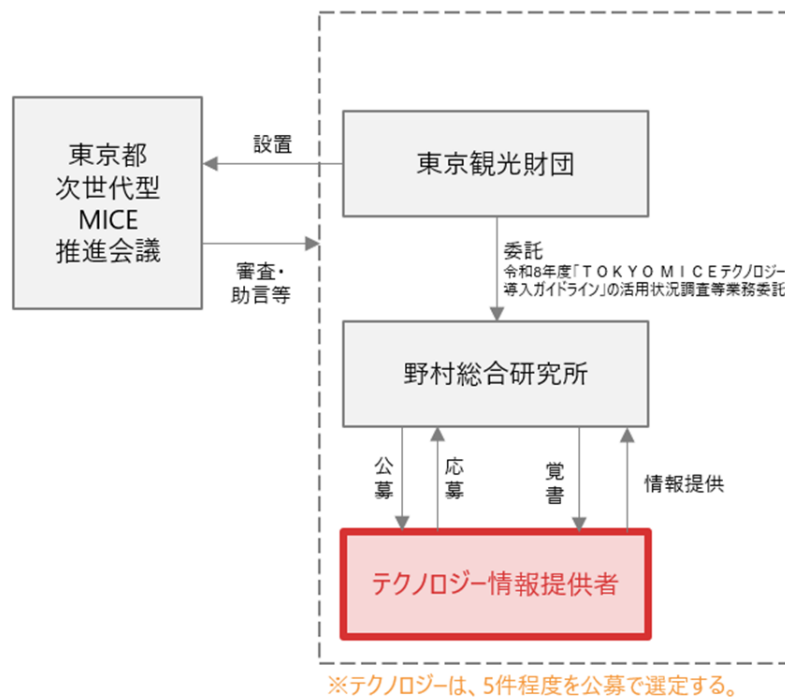 東京都
次世代型
MICE
推進会議
設置
審査・
助言等
東京観光財団
委託
令和8年度「ＴＯＫＹＯ ＭＩＣＥテクノロジー
導入ガイドライン」の活用状況調査等業務委託
野村総合研究所
公募
応募
覚書
情報提供
テクノロジー情報提供者
※テクノロジーは、5件程度を公募で選定する。